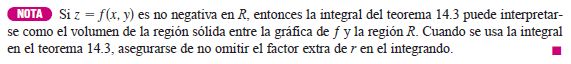 NOTA Si z = f(x, y) es no negativa en R, entonces la integral del teorema 14.3 puede interpretar-
se como el volumen de la región sólida entre la gráfica de f y la región R. Cuando se usa la integral
en el teorema 14.3, asegurarse de no omitir el factor extra de r en el integrando.